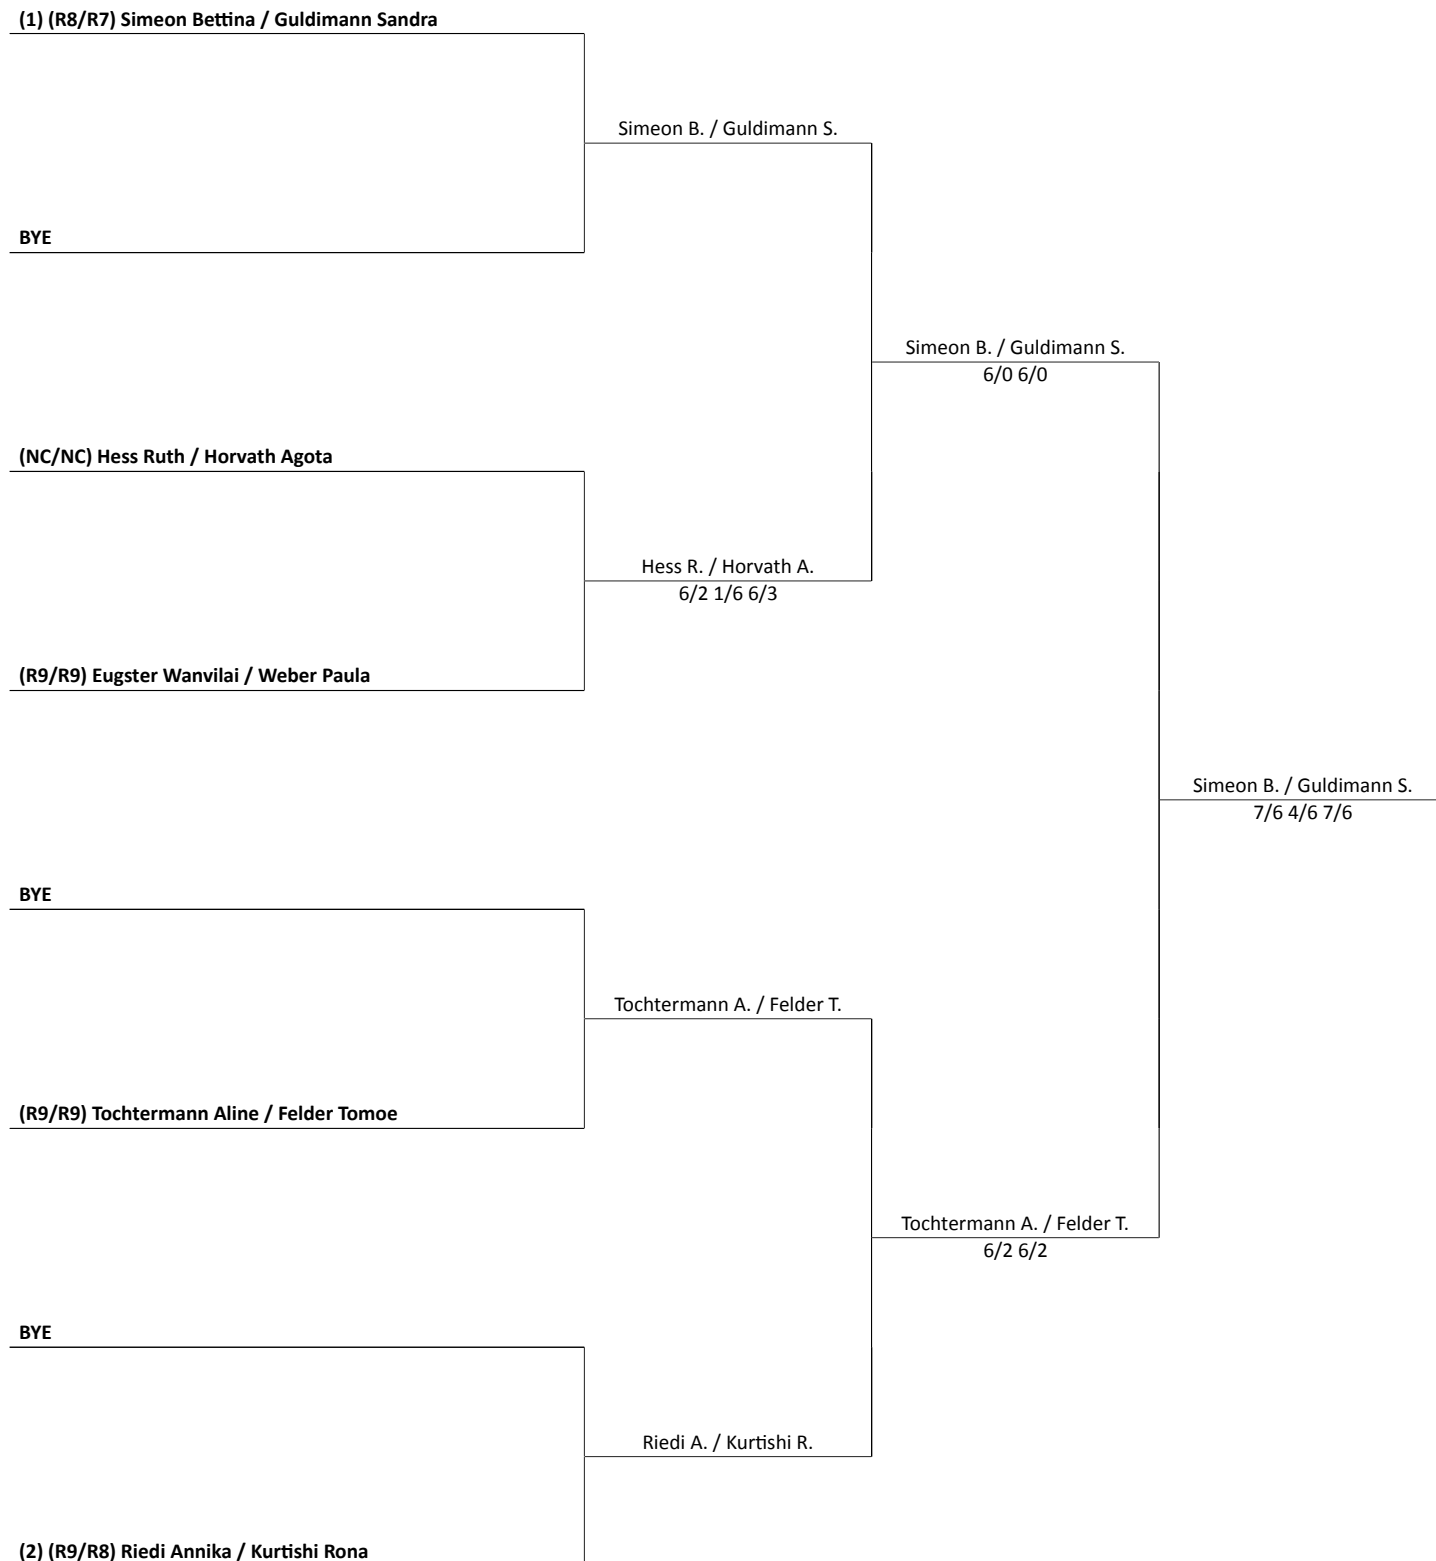 (1) (R8/R7) Simeon Bettina / Guldimann Sandra
Simeon B. / Guldimann S.
BYE
Simeon B. / Guldimann S.
6/0 6/0
(NC/NC) Hess Ruth / Horvath Agota
Hess R. / Horvath A.
6/2 1/6 6/3
(R9/R9) Eugster Wanvilai / Weber Paula
Simeon B. / Guldimann S.
7/6 4/6 7/6
BYE
Tochtermann A. / Felder T.
(R9/R9) Tochtermann Aline / Felder Tomoe
Tochtermann A. / Felder T.
6/2 6/2
BYE
Riedi A. / Kurtishi R.
(2) (R9/R8) Riedi Annika / Kurtishi Rona